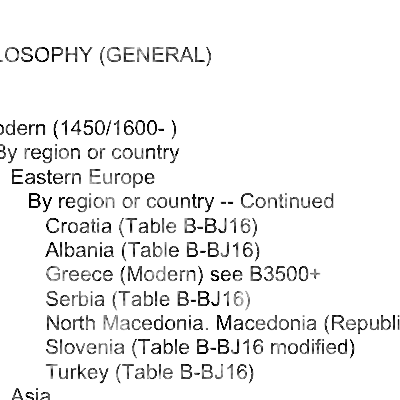 LOSOPHY (GENERAL)
odern (1450/1600- )
By region or country
Eastern Europe
By region or country -- Continued
Croatia (Table B-BJ16)
Albania (Table B-BJ16)
Greece (Modern) see B3500+
Serbia (Table B-BJ16)
North Macedonia. Macedonia (Republi
Slovenia (Table B-BJ16 modified)
Turkey (Table B-BJ16)
Asia